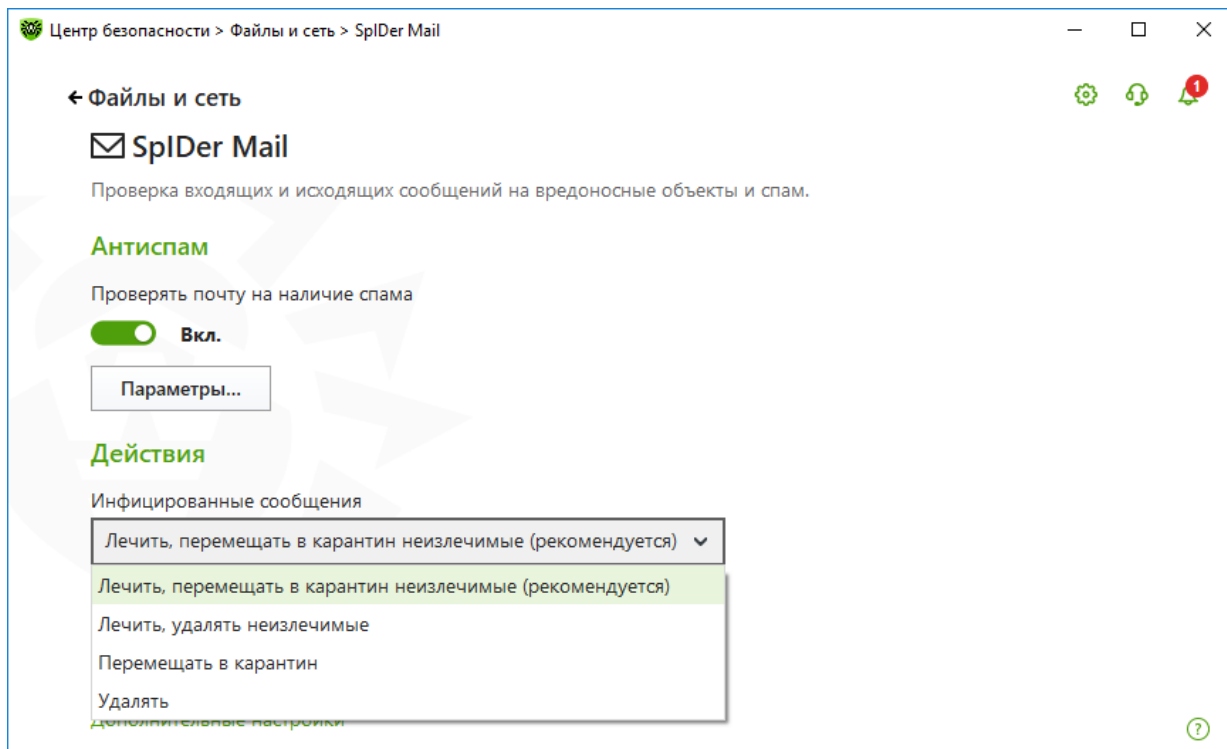 Центр безопасности > Файлы и сеть > SpIDer Mail
Файлы и сеть
1
SpIDer Mail
Проверка входящих и исходящих сообщений на вредоносные объекты и спам.
Антиспам
Проверять почту на наличие спама
Вкл.
Параметры...
Действия
Инфицированные сообщения
Лечить, перемещать в карантин неизлечимые (рекомендуется)
Лечить, перемещать в карантин неизлечимые (рекомендуется)
Лечить, удалять неизлечимые
Перемещать в карантин
Удалять
Дополнительные настройки
?